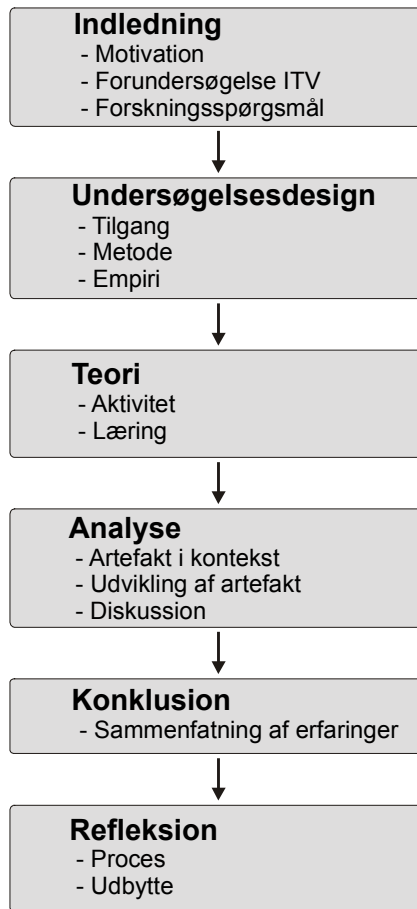 Indledning
- Motivation
- Forundersøgelse ITV
- Forskningsspørgsmål
Undersøgelsesdesign
- Tilgang
- Metode
- Empiri
Teori
- Aktivitet
- Læring
Analyse
- Artefakt i kontekst
- Udvikling af artefakt
- Diskussion
Konklusion
- Sammenfatning af erfaringer
Refleksion
- Proces
- Udbytte